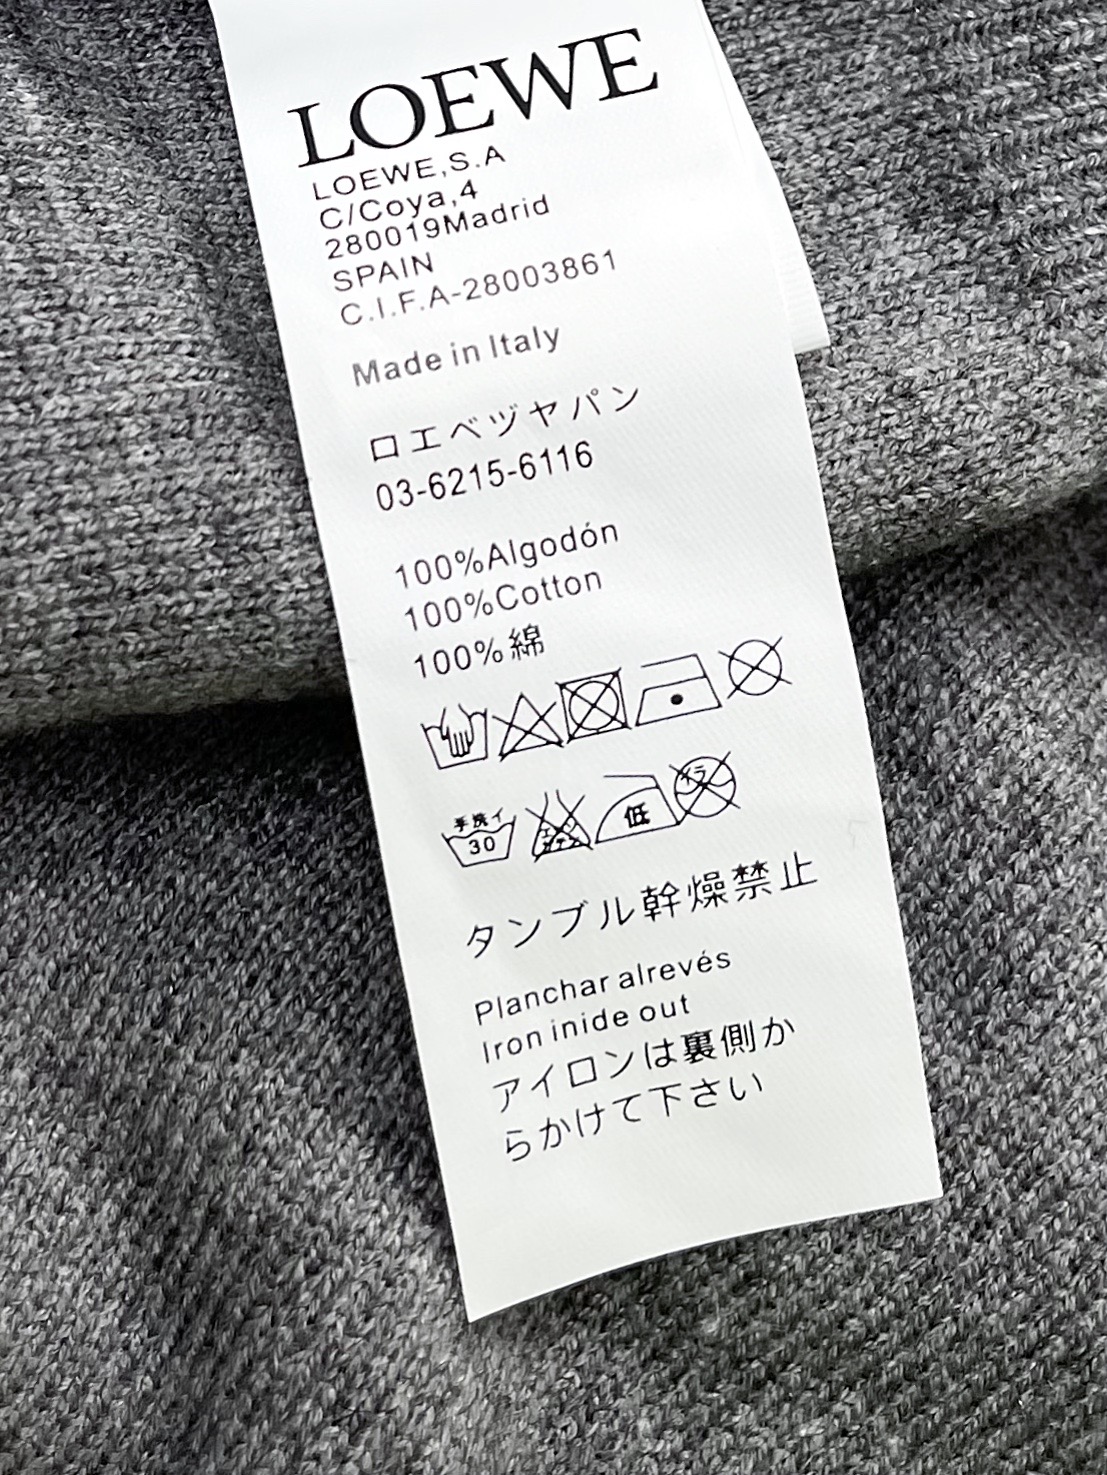 LOEWE
LOEWE,S.A
C/Coya,4
280019Madrid
SPAIN
C.I.F.A-28003861
Made in Italy
ロエベヅヤパン
03-6215-6116
100%Algodón
100%Cotton
100%綿
手洗イ
30
低
タンブル幹燥禁止
Planchar alrevés
Iron inide out
アイロンは裏側か
らかけて下さい